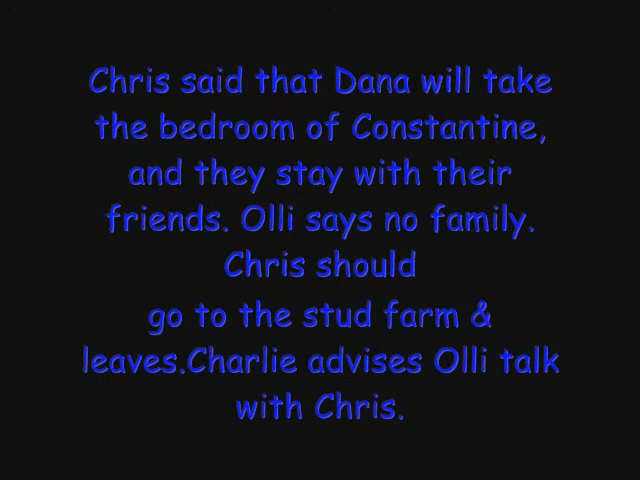 Chris said that Dana will take
the bedroom of Constantine,
and they stay with their
friends. Olli says no family.
Chris should
go to the stud farm &
leaves.Charlie advises Olli talk
with Chris.